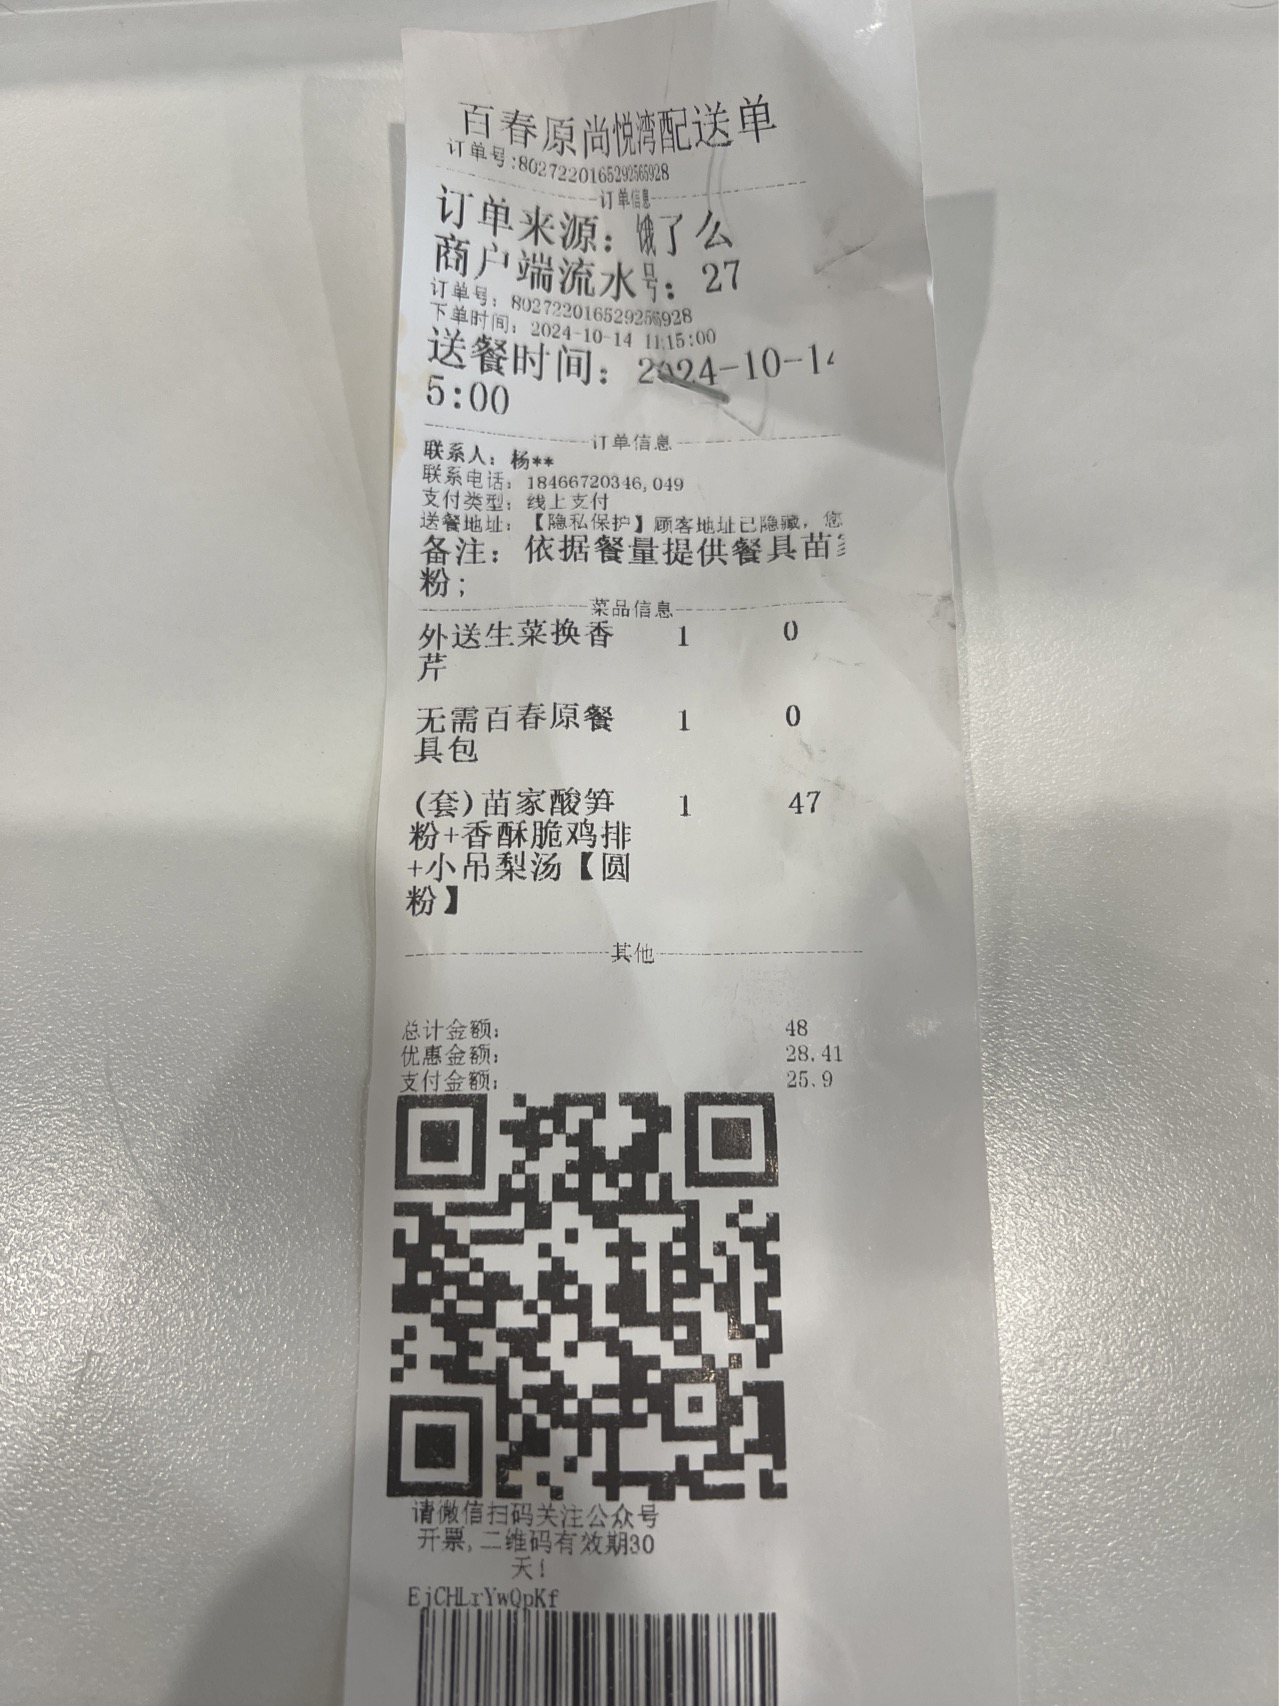 百春原尚悦湾配送单
订单号:8027220165292565928
订单信息
订单来源：饿了么
商户端流水号：27
订单号：8027220165292565928
下单时间：2024-10-14 11:15:00
送餐时间：2024-10-14
5:00
订单信息
联系人：杨**
联系电话：18466720346,049
支付类型：线上支付
送餐地址：【隐私保护】顾客地址已隐藏，您
备注：依据餐量提供餐具苗
粉；
菜品信息
外送生菜换香 1 0
芹
无需百春原餐 1 0
具包
(套)苗家酸笋 1 47
粉+香酥脆鸡排
+小吊梨汤【圆
粉】
其他
总计金额： 48
优惠金额： 28.41
支付金额： 25.9
请微信扫码关注公众号
开票,二维码有效期30
天！
EjCHLrYwQpKf